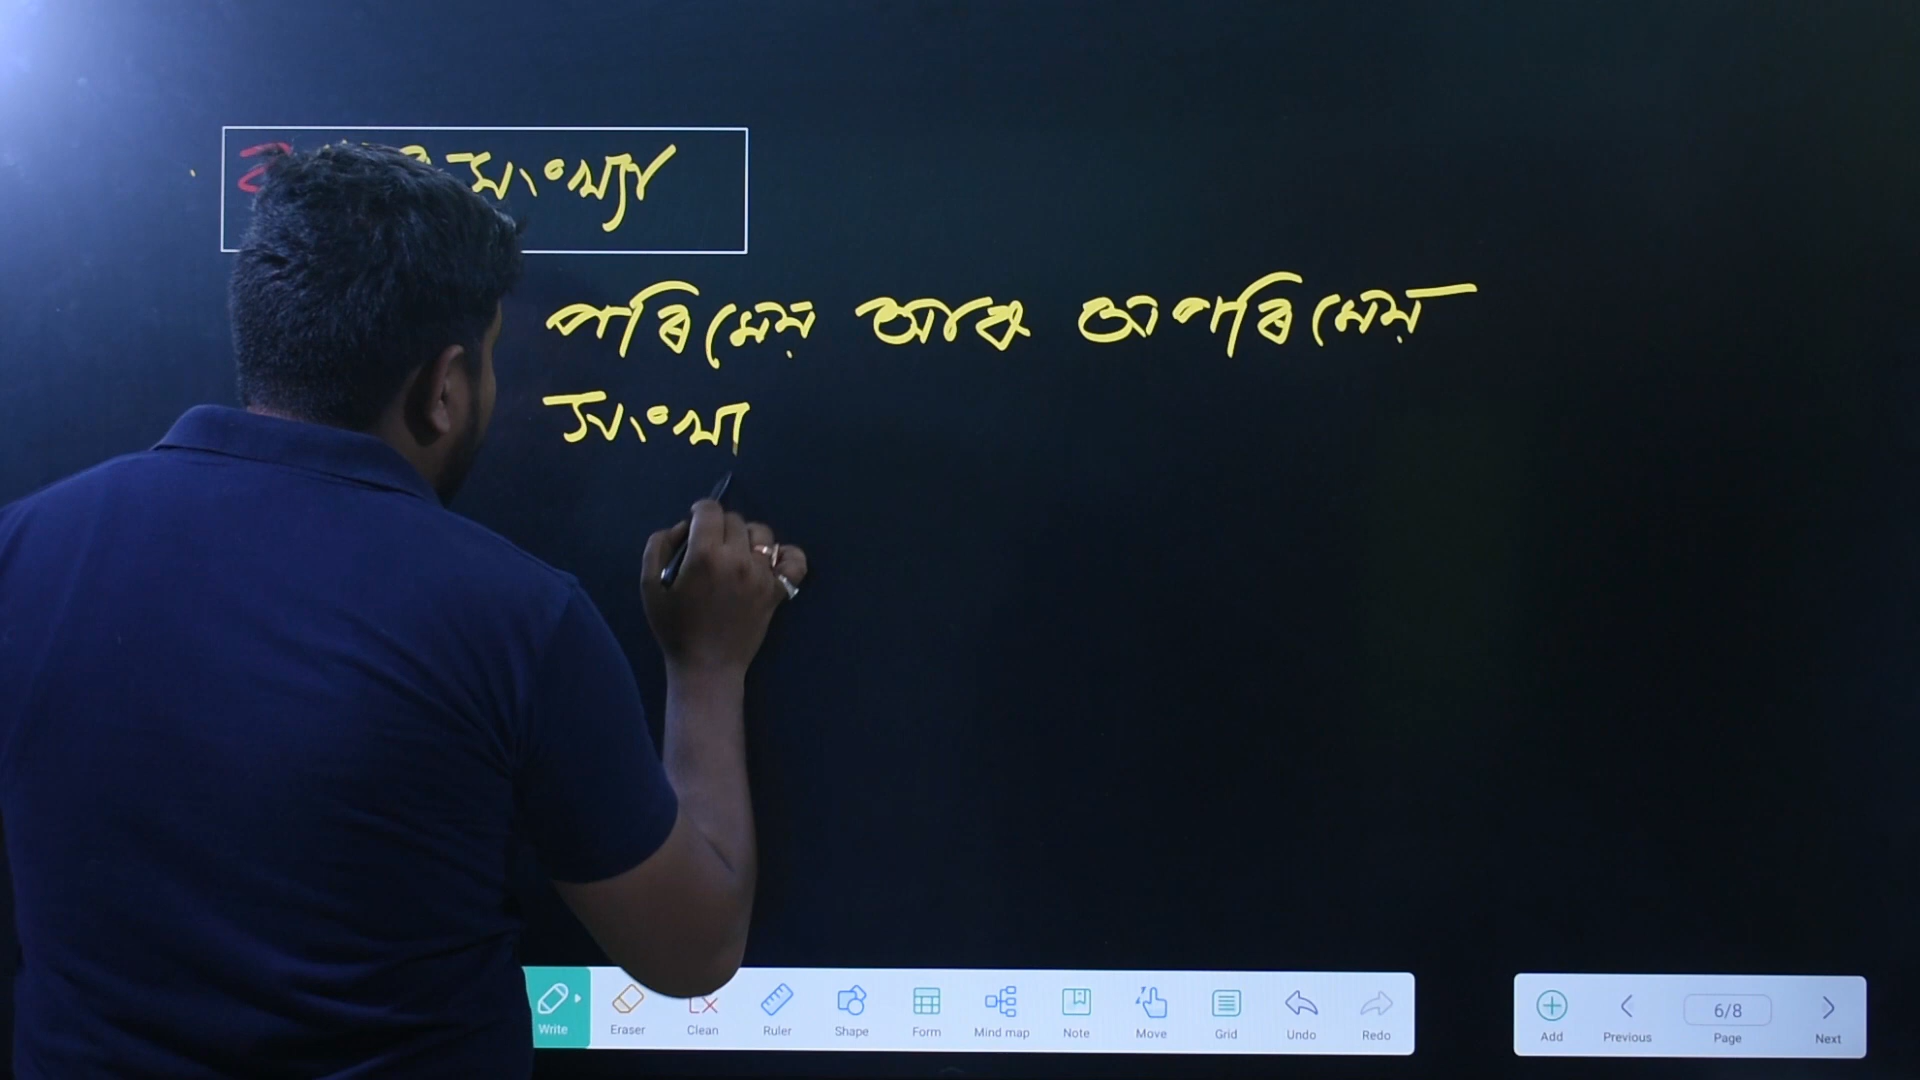 সংখ্যা
পৰিমেয় আৰু অপৰিমেয়
সংখ্যা
Write Eraser Clean Ruler Shape Form Mind map Note Move Grid Undo Redo
6/8
Add Previous Page Next